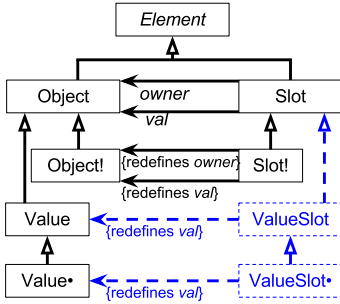 Element
Object
owner
Slot
val
Object!
{redefines owner}
Slot!
{redefines val}
Value
ValueSlot
{redefines val}
Value•
ValueSlot•
{redefines val}